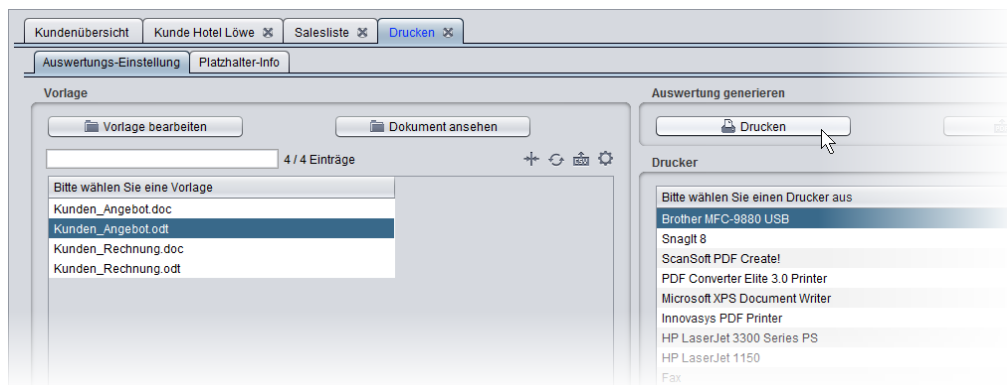 Kundenübersicht Kunde Hotel Löwe Salesliste Drucken
Auswertungs-Einstellung Platzhalter-Info
Vorlage
Vorlage bearbeiten Dokument ansehen
4 / 4 Einträge
CSV
Bitte wählen Sie eine Vorlage
Kunden_Angebot.doc
Kunden_Angebot.odt
Kunden_Rechnung.doc
Kunden_Rechnung.odt
Auswertung generieren
Drucken
Drucker
Bitte wählen Sie einen Drucker aus
Brother MFC-9880 USB
SnagIt 8
ScanSoft PDF Create!
PDF Converter Elite 3.0 Printer
Microsoft XPS Document Writer
Innovasys PDF Printer
HP LaserJet 3300 Series PS
HP LaserJet 1150
Fax